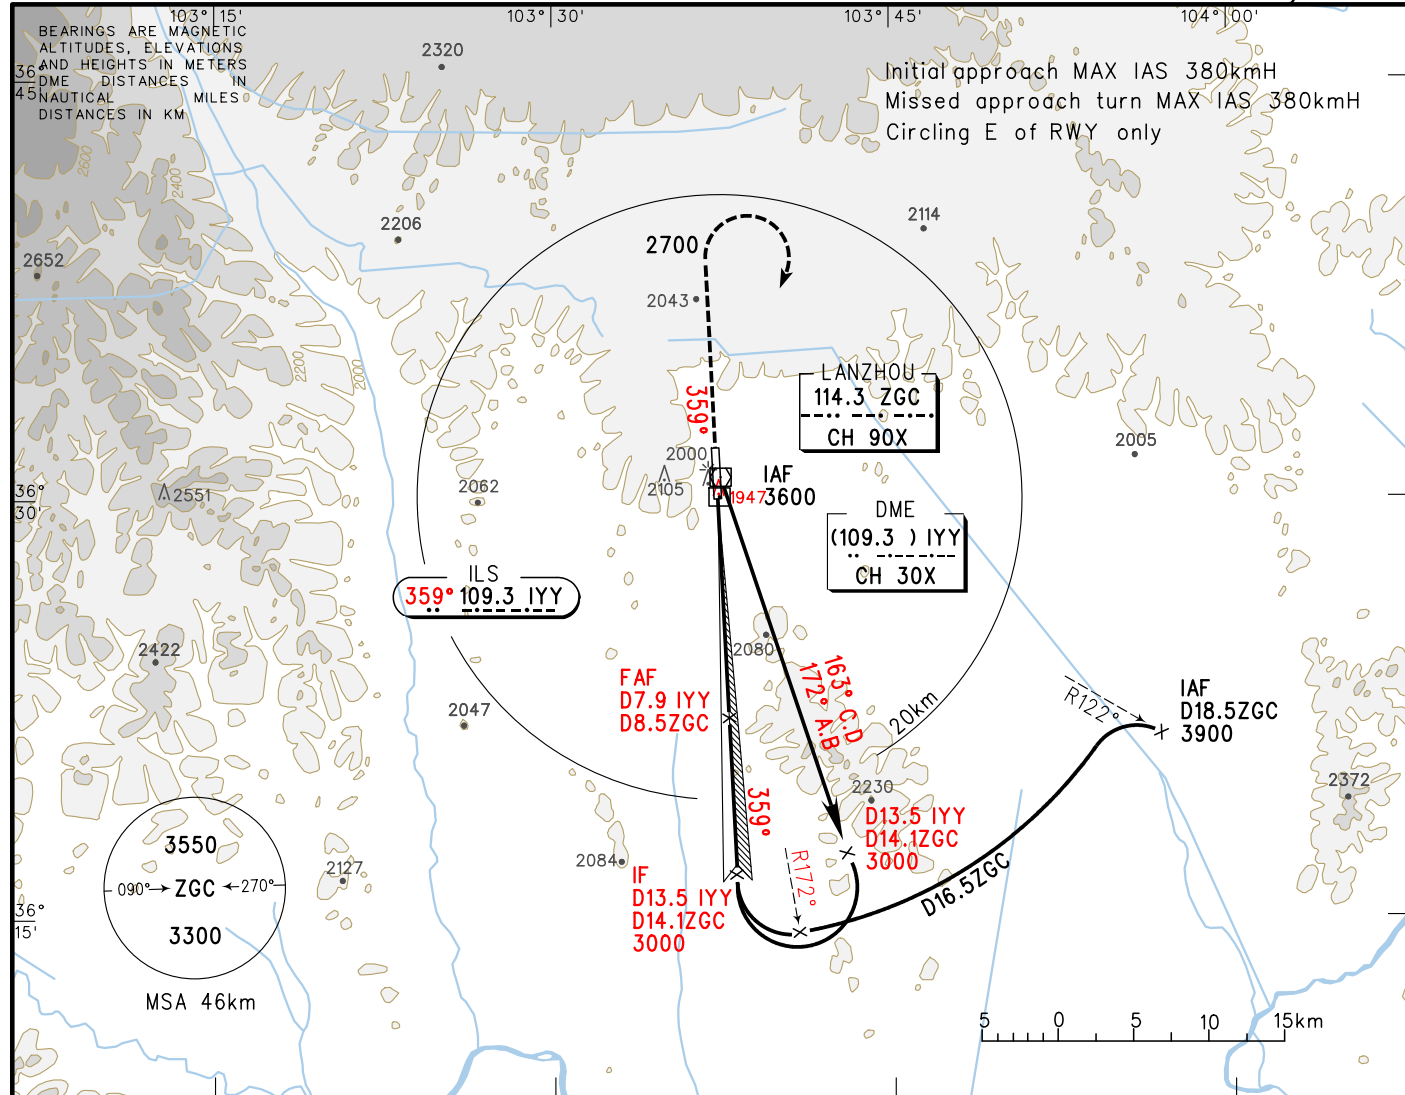 103°15'
103°30'
103°45'
104°00'
BEARINGS ARE MAGNETIC
ALTITUDES, ELEVATIONS
AND HEIGHTS IN METERS
DME DISTANCES IN
NAUTICAL MILES
DISTANCES IN KM
36°
45'
2320
Initial approach MAX IAS 380kmH
Missed approach turn MAX IAS 380kmH
Circling E of RWY only
2600
2400
2206
2114
2700
2652
2043
2200
2000
LANZHOU
114.3 ZGC
CH 90X
359°
2005
2000
2105
IAF
3600
1947
2062
2551
36°
30'
DME
(109.3 ) IYY
CH 30X
ILS
359° 109.3 IYY
2080
2422
163° C.D
172° A.B
FAF
D7.9 IYY
D8.5ZGC
2047
20km
R122°
IAF
D18.5ZGC
3900
2230
2372
359°
D13.5 IYY
D14.1ZGC
3000
3550
090° ZGC 270°
3300
MSA 46km
2127
2084
R172°
IF
D13.5 IYY
D14.1ZGC
3000
D16.5ZGC
36°
15'
5 0 5 10 15km